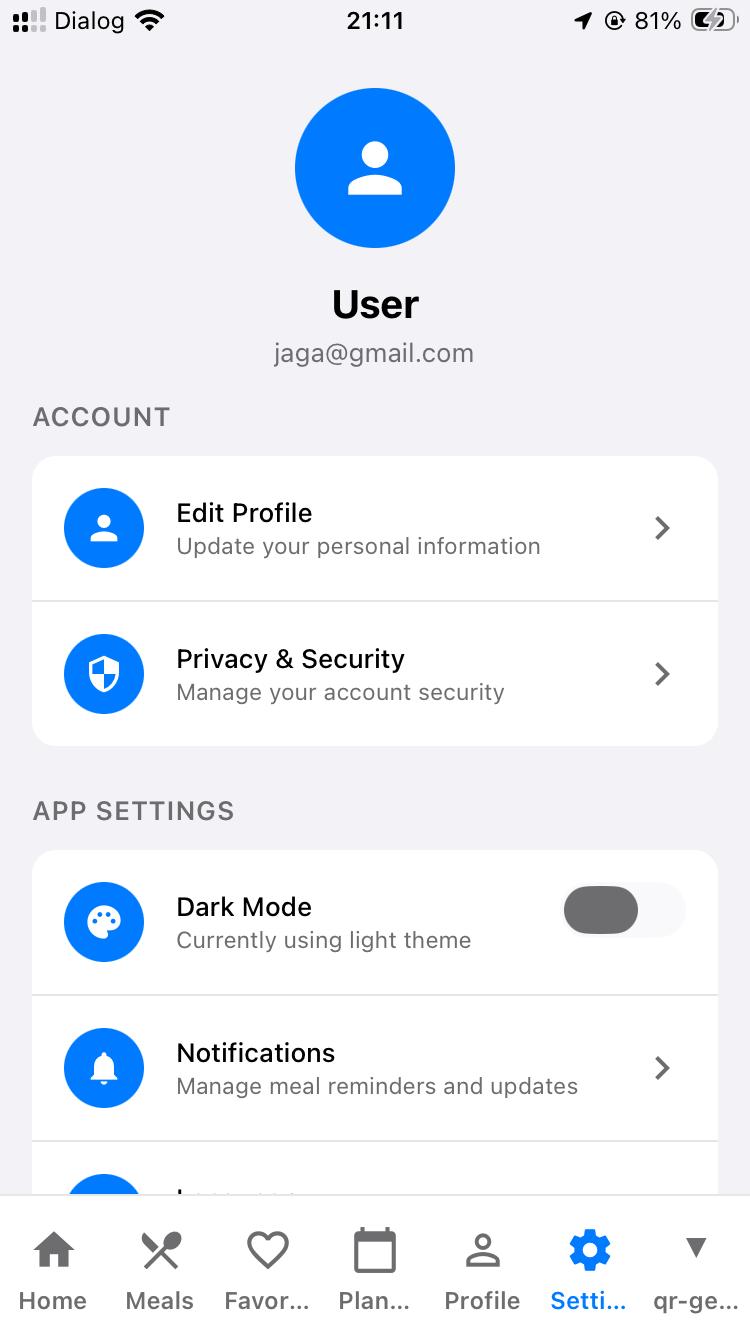 Dialog 21:11 81%
User
jaga@gmail.com
ACCOUNT
Edit Profile
Update your personal information
Privacy & Security
Manage your account security
APP SETTINGS
Dark Mode
Currently using light theme
Notifications
Manage meal reminders and updates
Home Meals Favor... Plan... Profile Setti... qr-ge...